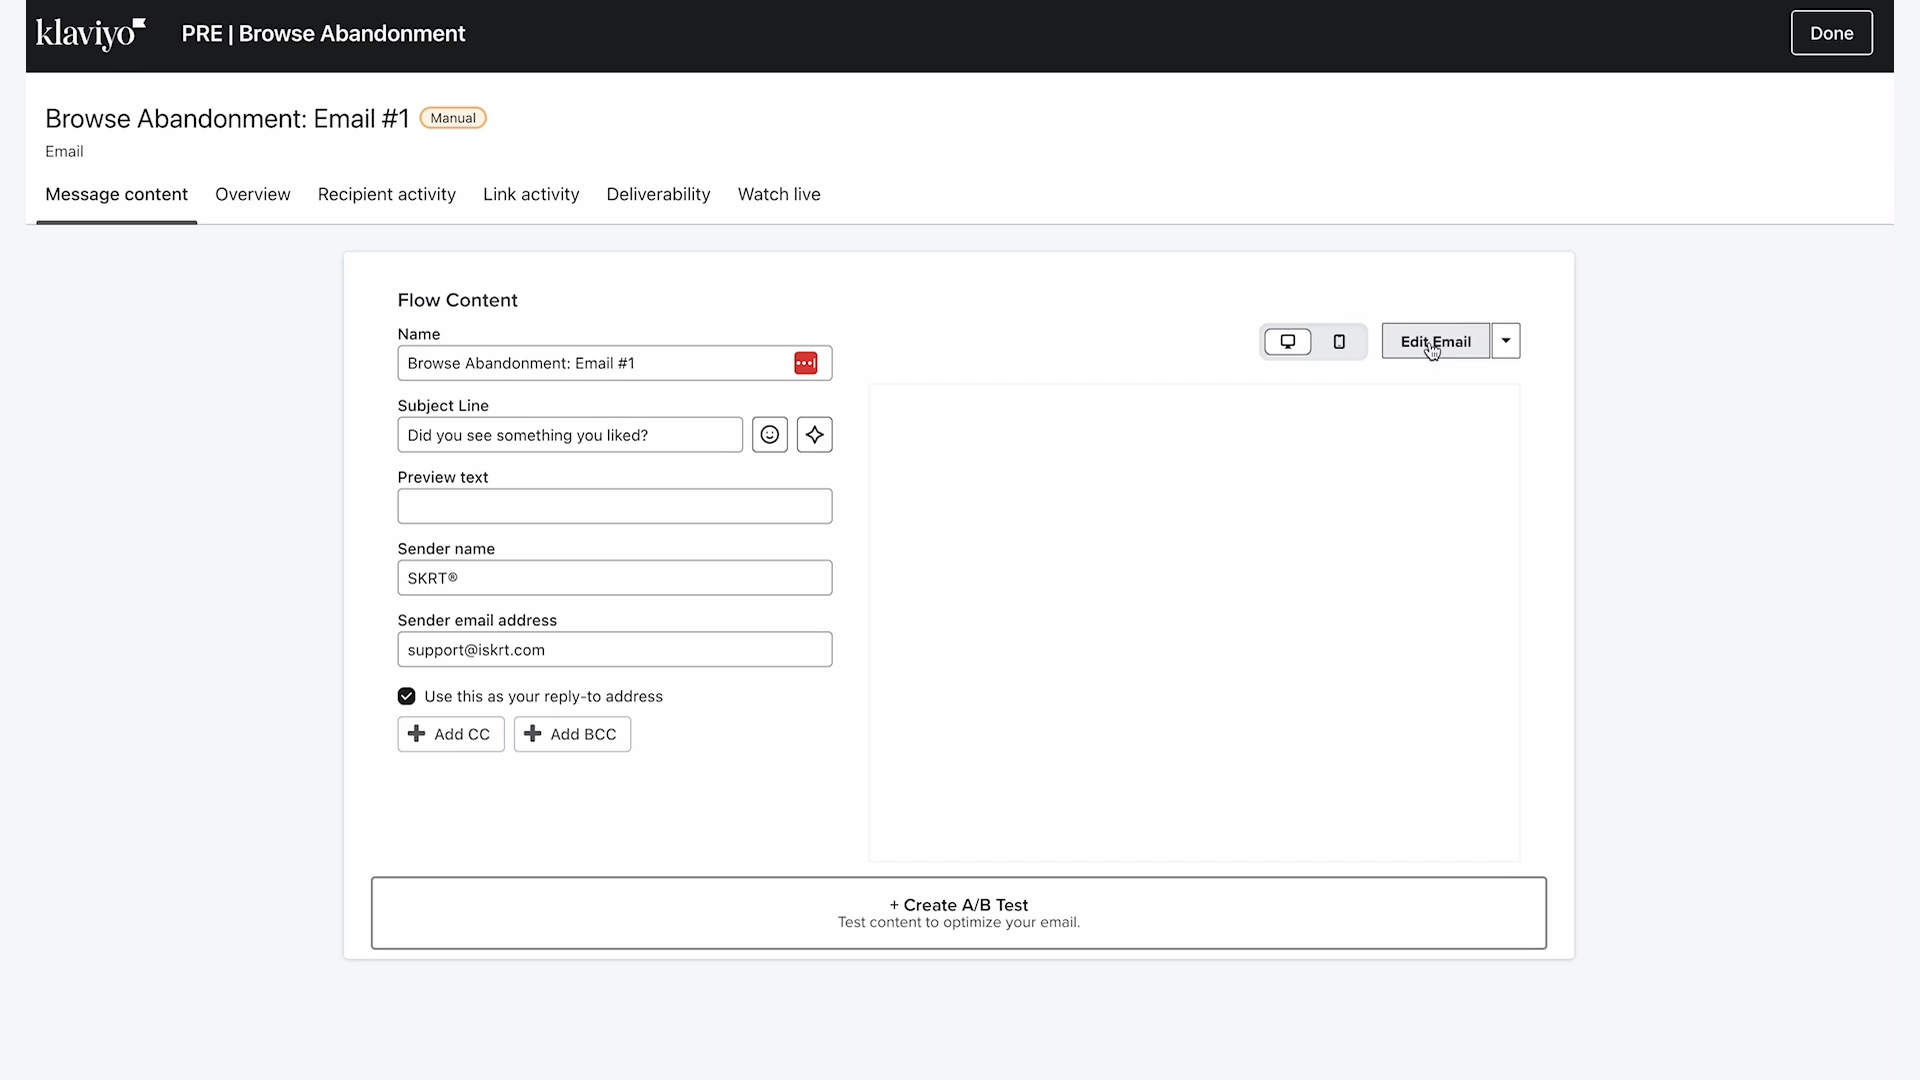 klaviyo
PRE | Browse Abandonment
Done
Browse Abandonment: Email #1
Manual
Email
Message content
Overview
Recipient activity
Link activity
Deliverability
Watch live
Flow Content
Name
Browse Abandonment: Email #1
Edit Email
Subject Line
Did you see something you liked?
Preview text
Sender name
SKRT®
Sender email address
support@iskrt.com
Use this as your reply-to address
Add CC
Add BCC
+ Create A/B Test
Test content to optimize your email.